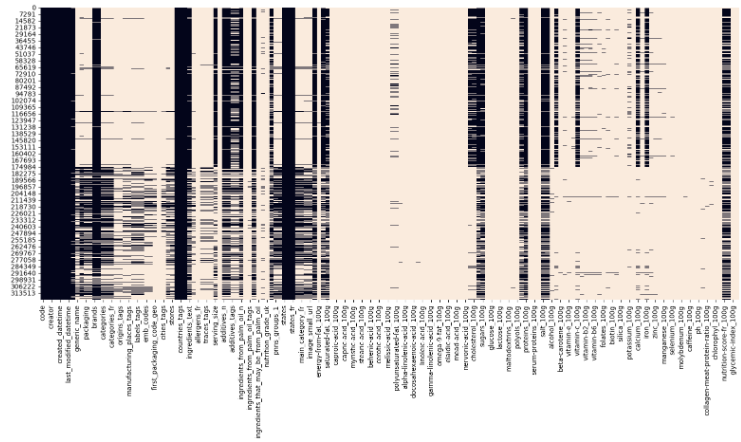 0
7291
14582
21873
29164
36455
43746
51037
58328
65619
72910
80201
87492
94783
102074
109365
116656
123947
131238
138529
145820
153111
160402
167693
174984
182275
189566
196857
204148
211439
218730
226021
233312
240603
247894
255185
262476
269767
277058
284349
291640
298931
306222
313513
code
creator
created_datetime
last_modified_datetime
generic_name
packaging
brands
categories
categories_fr
origins_tags
manufacturing_places_tags
labels_tags
emb_codes
first_packaging_code_geo
cities_tags
stores
countries_tags
ingredients_text
allergens_fr
traces_tags
serving_size
additives_n
additives_tags
ingredients_from_palm_oil_n
ingredients_from_palm_oil_tags
ingredients_that_may_be_from_palm_oil
nutrition_grade_uk
pnns_groups_1
states
states_fr
main_category_fr
image_small_url
energy-from-fat_100g
saturated-fat_100g
caproic-acid_100g
capric-acid_100g
myristic-acid_100g
stearic-acid_100g
behenic-acid_100g
cerotic-acid_100g
melissic-acid_100g
polyunsaturated-fat_100g
alpha-linolenic-acid_100g
docosahexaenoic-acid_100g
gamma-linolenic-acid_100g
omega-9-fat_100g
elaidic-acid_100g
mead-acid_100g
nervonic-acid_100g
cholesterol_100g
sugars_100g
glucose_100g
lactose_100g
maltodextrins_100g
polyols_100g
proteins_100g
serum-proteins_100g
salt_100g
alcohol_100g
beta-carotene_100g
vitamin-e_100g
vitamin-c_100g
vitamin-b2_100g
vitamin-b6_100g
folates_100g
biotin_100g
silica_100g
potassium_100g
calcium_100g
iron_100g
zinc_100g
manganese_100g
selenium_100g
molybdenum_100g
caffeine_100g
ph_100g
collagen-meat-protein-ratio_100g
chlorophyl_100g
nutrition-score-fr_100g
glycemic-index_100g